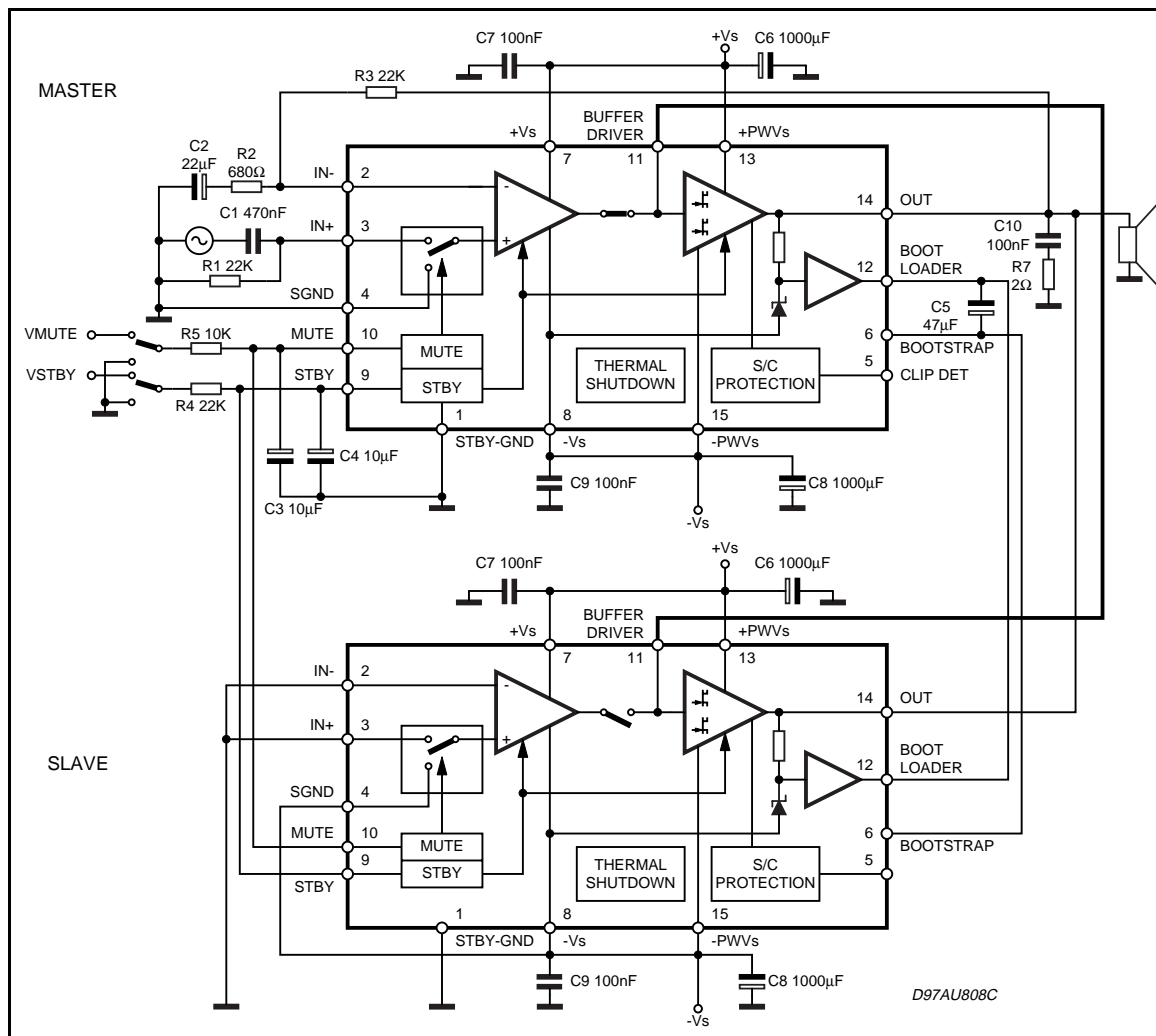 MASTER
C7 100nF
+Vs
C6 1000µF
R3 22K
BUFFER
DRIVER
+Vs
+PWVs
7
11
13
C2
22µF
R2
680Ω
IN-
2
-
14
OUT
C1 470nF
IN+
3
+
C10
100nF
R1 22K
BOOT
LOADER
12
R7
2Ω
SGND
4
C5
47µF
VMUTE
R5 10K
MUTE
10
MUTE
6
BOOTSTRAP
VSTBY
STBY
9
STBY
THERMAL
SHUTDOWN
S/C
PROTECTION
5
CLIP DET
R4 22K
1
8
15
STBY-GND
-Vs
-PWVs
C4 10µF
C3 10µF
C9 100nF
C8 1000µF
-Vs
C7 100nF
+Vs
C6 1000µF
BUFFER
DRIVER
+Vs
+PWVs
7
11
13
IN-
2
-
14
OUT
IN+
3
+
SLAVE
BOOT
LOADER
12
SGND
4
MUTE
10
MUTE
6
BOOTSTRAP
9
STBY
STBY
THERMAL
SHUTDOWN
S/C
PROTECTION
5
1
8
15
STBY-GND
-Vs
-PWVs
C9 100nF
C8 1000µF
-Vs
D97AU808C